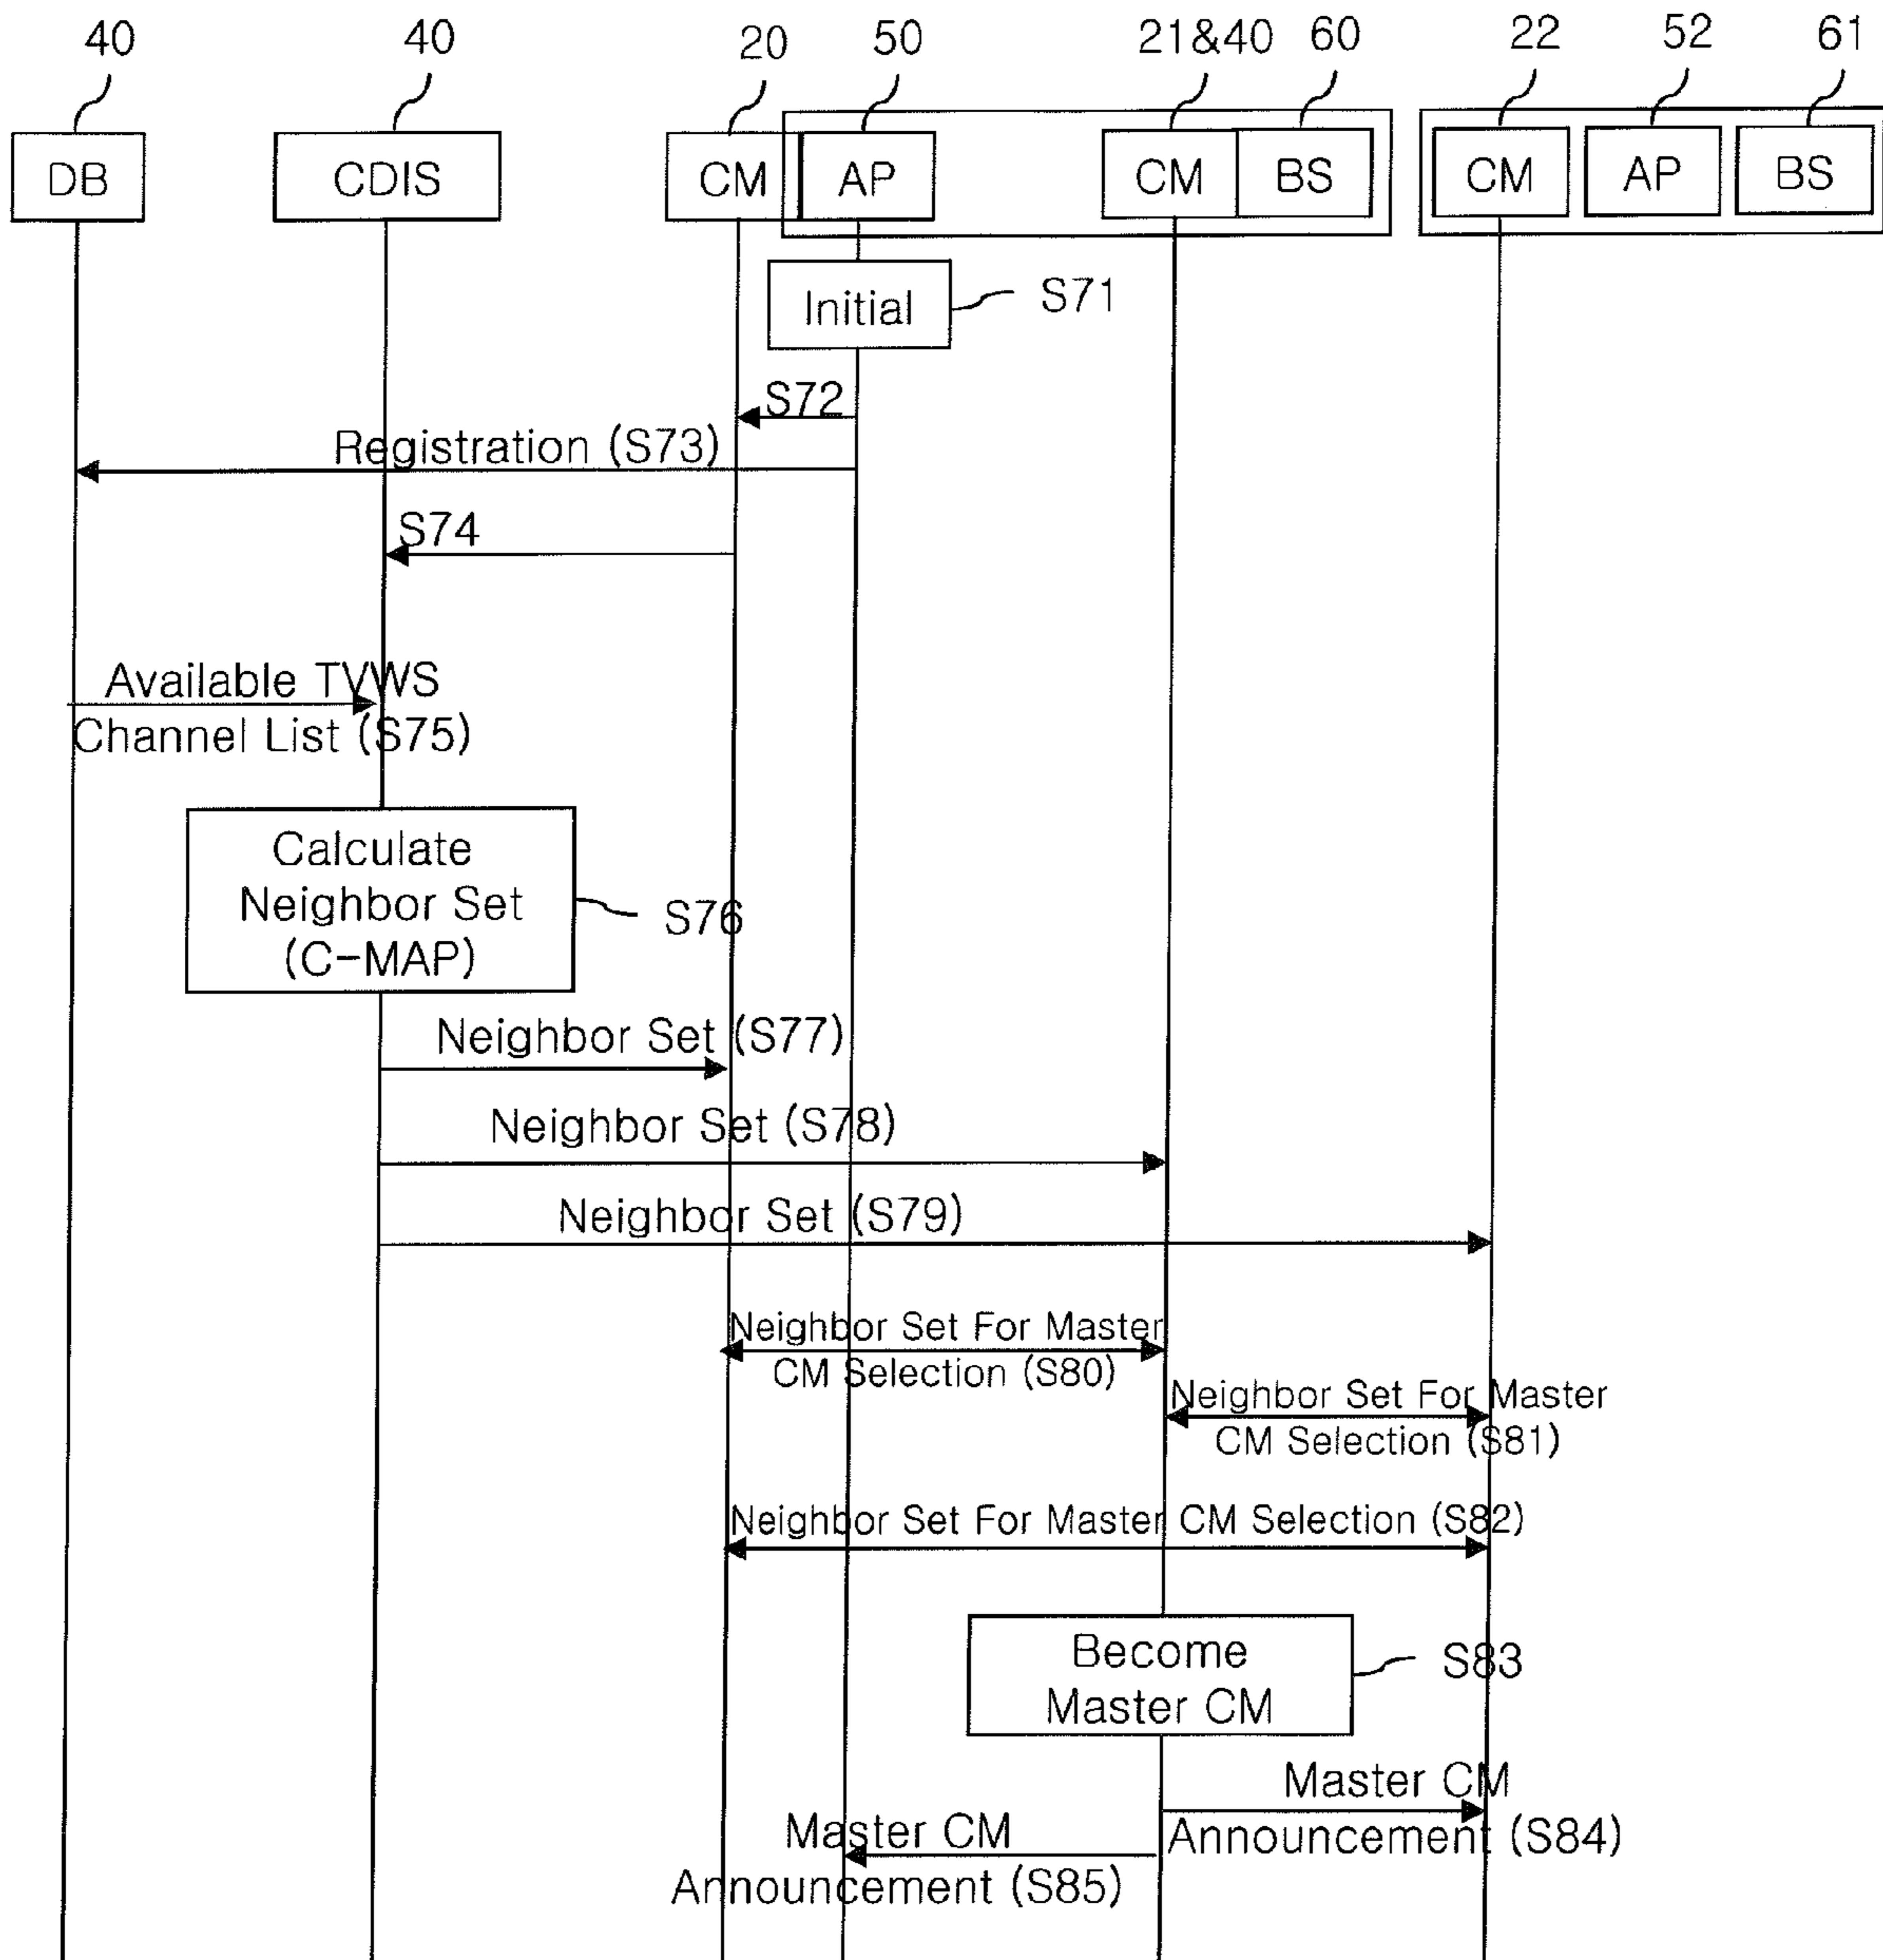 40
40
20
50
21&40
60
22
52
61
DB
CDIS
CM
AP
CM
BS
CM
AP
BS
Initial
S71
S72
Registration (S73)
S74
Available TVWS
Channel List (S75)
Calculate
Neighbor Set
(C-MAP)
S76
Neighbor Set (S77)
Neighbor Set (S78)
Neighbor Set (S79)
Neighbor Set For Master
CM Selection (S80)
Neighbor Set For Master
CM Selection (S81)
Neighbor Set For Master CM Selection (S82)
Become
Master CM
S83
Master CM
Announcement (S84)
Master CM
Announcement (S85)